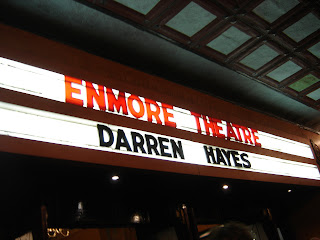 ENMORE THEATRE
DARREN HAYES